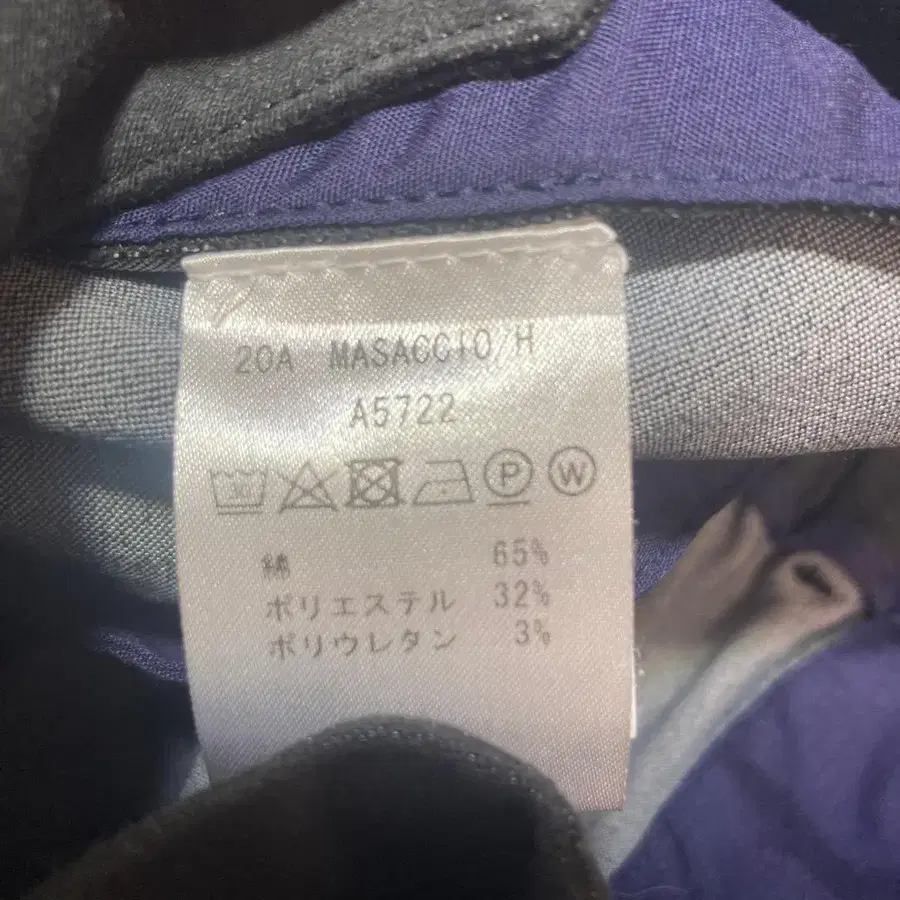 20A MASACCIO/H
A5722
P W
綿 65%
ポリエステル 32%
ポリウレタン 3%